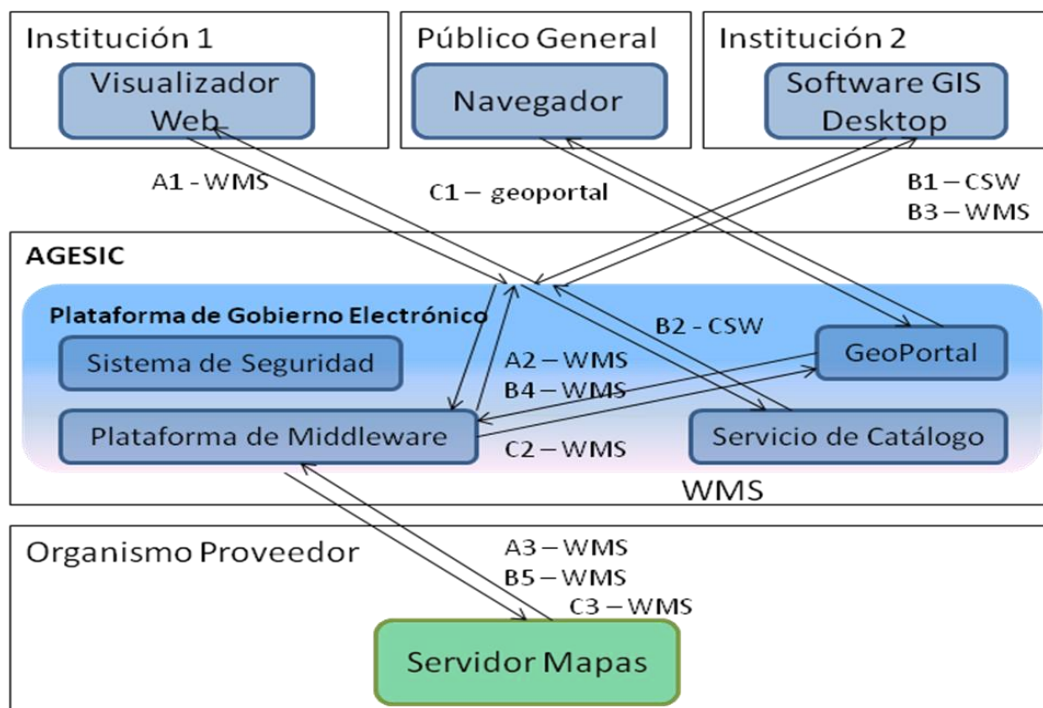 Institución 1
Visualizador
Web
Público General
Navegador
Institución 2
Software GIS
Desktop
A1 - WMS
C1 – geoportal
B1 – CSW
B3 – WMS
AGESIC
Plataforma de Gobierno Electrónico
Sistema de Seguridad
B2 - CSW
GeoPortal
A2 – WMS
B4 – WMS
Plataforma de Middleware
C2 – WMS
Servicio de Catálogo
WMS
Organismo Proveedor
A3 – WMS
B5 – WMS
C3 – WMS
Servidor Mapas